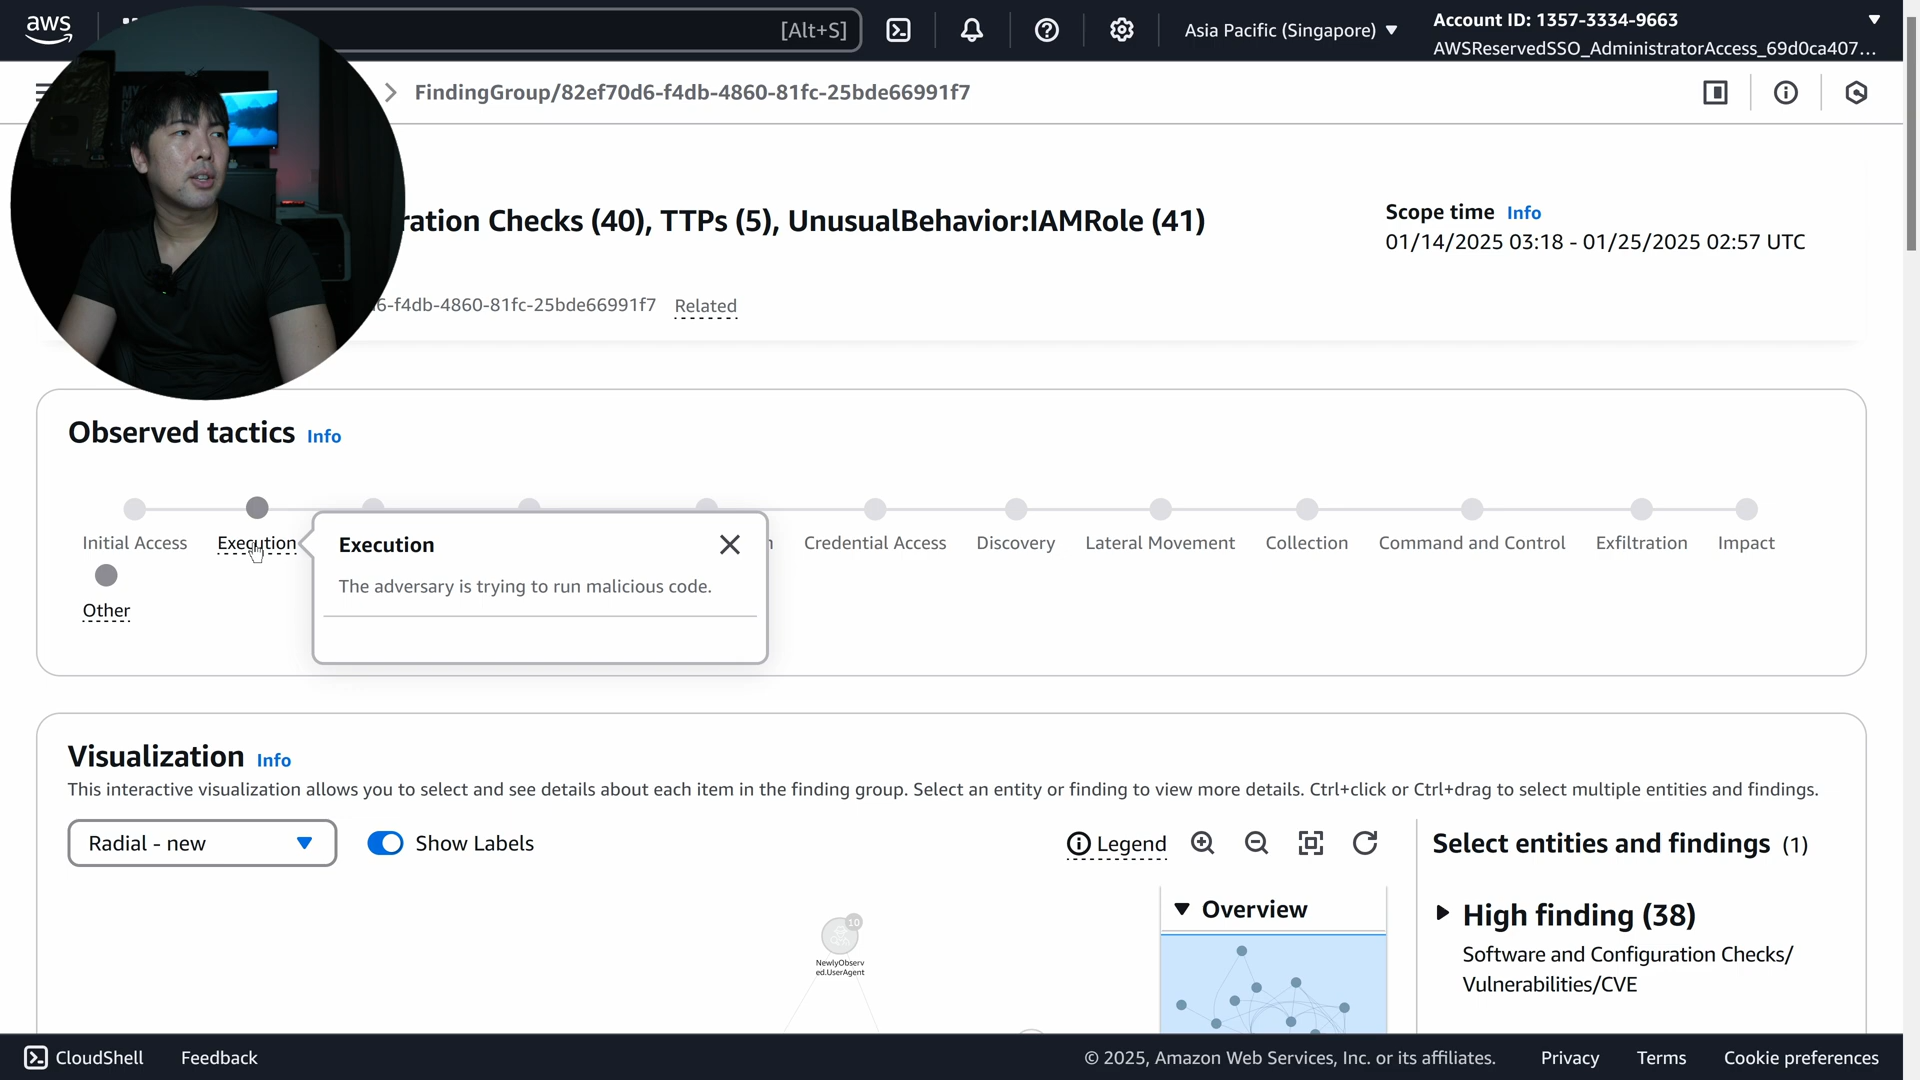 aws
[Alt+S]
Asia Pacific (Singapore)
Account ID: 1357-3334-9663
AWSReservedSSO_AdministratorAccess_69d0ca407...
FindingGroup/82ef70d6-f4db-4860-81fc-25bde66991f7
ration Checks (40), TTPs (5), UnusualBehavior:IAMRole (41)
Scope time Info
01/14/2025 03:18 - 01/25/2025 02:57 UTC
6-f4db-4860-81fc-25bde66991f7 Related
Observed tactics Info
Initial Access
Execution
Credential Access
Discovery
Lateral Movement
Collection
Command and Control
Exfiltration
Impact
Other
Execution
The adversary is trying to run malicious code.
Visualization Info
This interactive visualization allows you to select and see details about each item in the finding group. Select an entity or finding to view more details. Ctrl+click or Ctrl+drag to select multiple entities and findings.
Radial - new
Show Labels
Legend
Select entities and findings (1)
Overview
High finding (38)
Software and Configuration Checks/
Vulnerabilities/CVE
10
NewlyObserv
ed.UserAgent
CloudShell
Feedback
© 2025, Amazon Web Services, Inc. or its affiliates.
Privacy
Terms
Cookie preferences